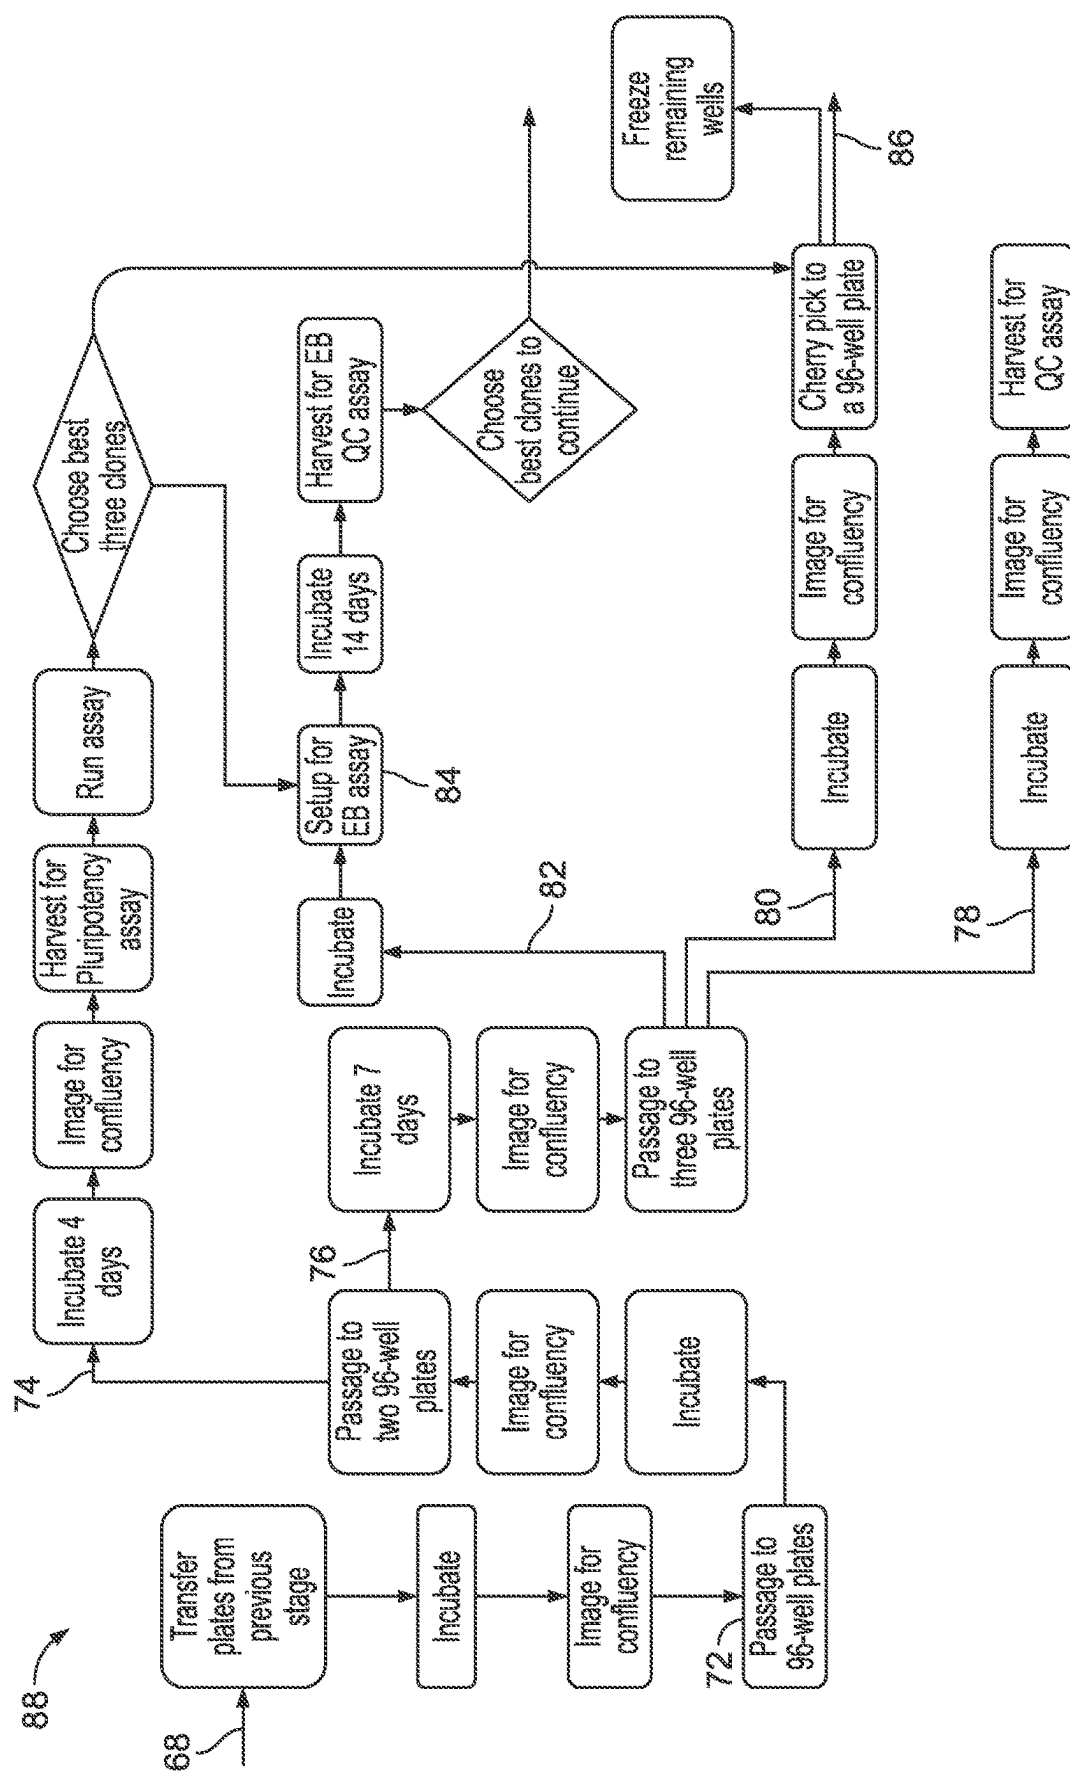 88
68
Transfer
plates from
previous
stage
Incubate
Image for
confluency
72
Passage to
96-well plates
Incubate
Image for
confluency
Passage to
two 96-well
plates
74
Incubate 4
days
Image for
confluency
Harvest for
Pluripotency
assay
Run assay
Choose best
three clones
76
Incubate 7
days
Image for
confluency
Passage to
three 96-well
plates
82
Incubate
Setup for
EB assay
84
Incubate
14 days
Harvest for EB
QC assay
Choose
best clones to
continue
80
Incubate
Image for
confluency
Cherry pick to
a 96-well plate
86
Freeze
remaining
wells
78
Incubate
Image for
confluency
Harvest for
QC assay